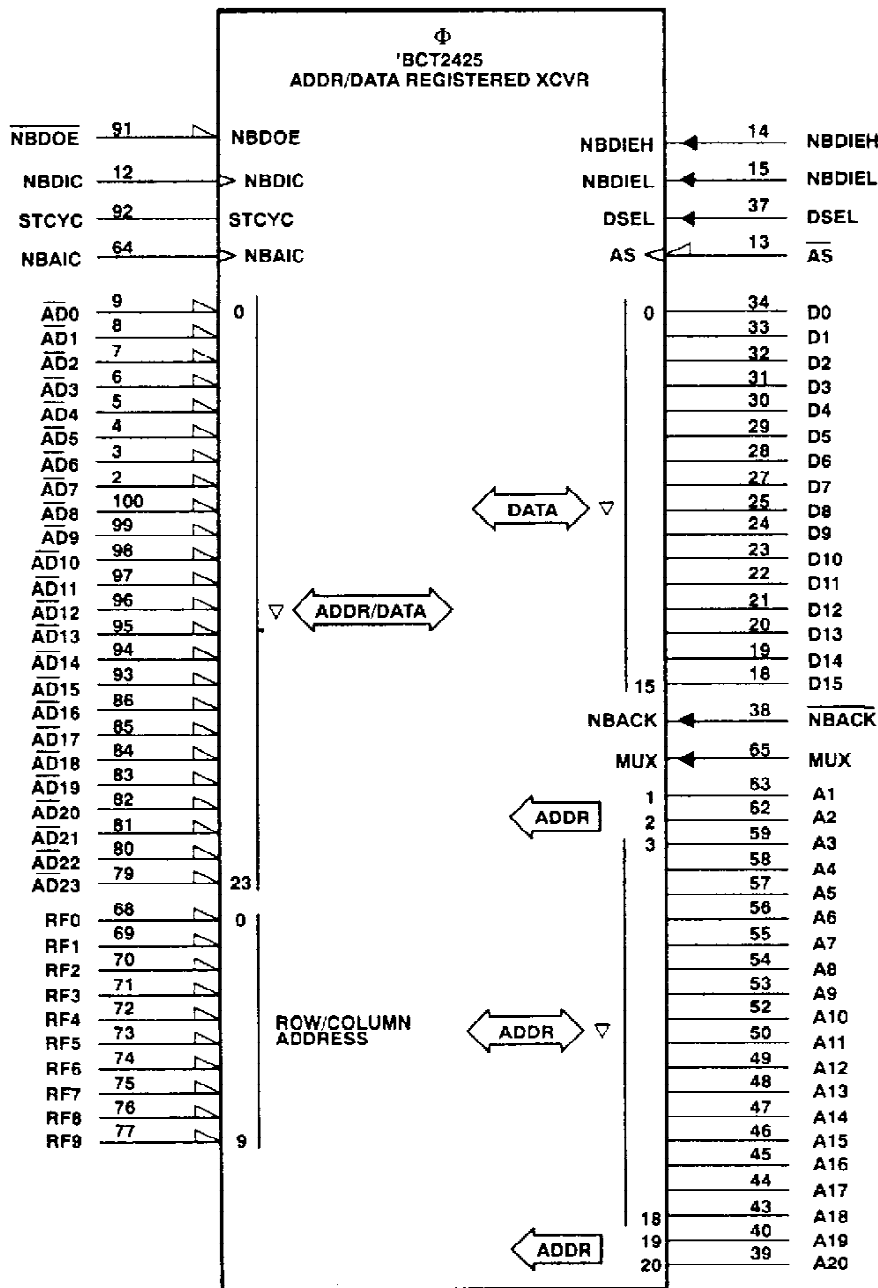 Φ
'BCT2425
ADDR/DATA REGISTERED XCVR
NBDOE 91 NBDOE
NBDIC 12 NBDIC
STCYC 92 STCYC
NBAIC 64 NBAIC
NBDIEH 14 NBDIEH
NBDIEL 15 NBDIEL
DSEL 37 DSEL
AS 13 AS
AD0 9 0
AD1 8
AD2 7
AD3 6
AD4 5
AD5 4
AD6 3
AD7 2
AD8 100
AD9 99
AD10 98
AD11 97
AD12 96
AD13 95
AD14 94
AD15 93
AD16 86
AD17 85
AD18 84
AD19 83
AD20 82
AD21 81
AD22 80
AD23 79 23
ADDR/DATA
RF0 68 0
RF1 69
RF2 70
RF3 71
RF4 72
RF5 73
RF6 74
RF7 75
RF8 76
RF9 77 9
ROW/COLUMN
ADDRESS
0 34 D0
33 D1
32 D2
31 D3
30 D4
29 D5
28 D6
27 D7
25 D8
24 D9
23 D10
22 D11
21 D12
20 D13
19 D14
15 18 D15
DATA
NBACK 38 NBACK
MUX 65 MUX
1 63 A1
2 62 A2
3 59 A3
ADDR
58 A4
57 A5
56 A6
55 A7
54 A8
53 A9
52 A10
50 A11
49 A12
48 A13
47 A14
46 A15
45 A16
44 A17
18 43 A18
ADDR
19 40 A19
20 39 A20
ADDR